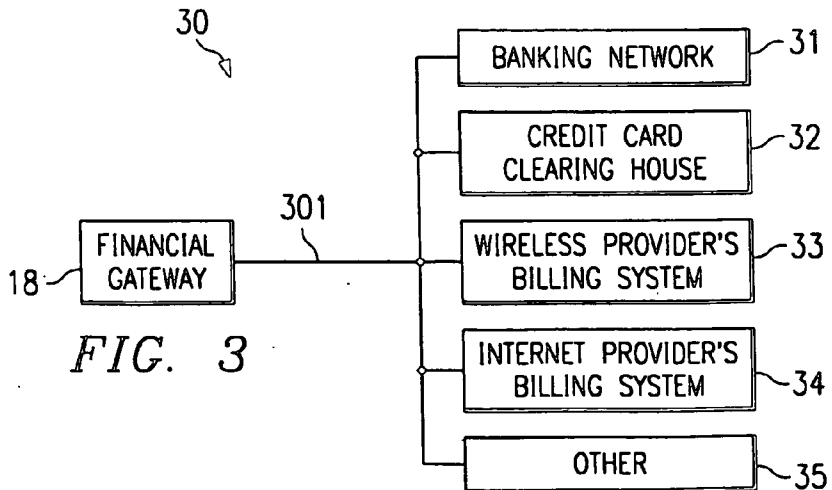 30
BANKING NETWORK
31
CREDIT CARD
CLEARING HOUSE
32
301
FINANCIAL
GATEWAY
18
WIRELESS PROVIDER'S
BILLING SYSTEM
33
FIG. 3
INTERNET PROVIDER'S
BILLING SYSTEM
34
OTHER
35